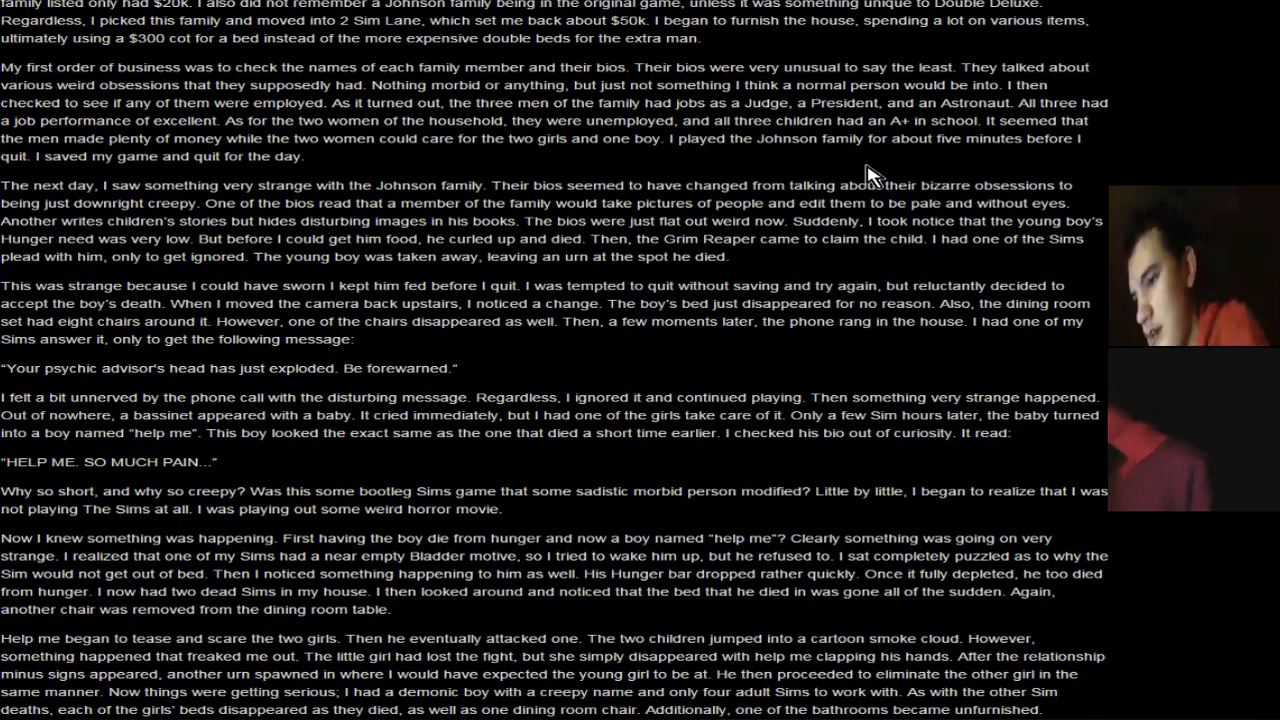 family listed only had $20k. I also did not remember a Johnson family being in the original game, unless it was something unique to Double Deluxe.
Regardless, I picked this family and moved into 2 Sim Lane, which set me back about $50k. I began to furnish the house, spending a lot on various items,
ultimately using a $300 cot for a bed instead of the more expensive double beds for the extra man.
My first order of business was to check the names of each family member and their bios. Their bios were very unusual to say the least. They talked about
various weird obsessions that they supposedly had. Nothing morbid or anything, but just not something I think a normal person would be into. I then
checked to see if any of them were employed. As it turned out, the three men of the family had jobs as a Judge, a President, and an Astronaut. All three had
a job performance of excellent. As for the two women of the household, they were unemployed, and all three children had an A+ in school. It seemed that
the men made plenty of money while the two women could care for the two girls and one boy. I played the Johnson family for about five minutes before I
quit. I saved my game and quit for the day.
The next day, I saw something very strange with the Johnson family. Their bios seemed to have changed from talking about their bizarre obsessions to
being just downright creepy. One of the bios read that a member of the family would take pictures of people and edit them to be pale and without eyes.
Another writes children's stories but hides disturbing images in his books. The bios were just flat out weird now. Suddenly, I took notice that the young boy's
Hunger need was very low. But before I could get him food, he curled up and died. Then, the Grim Reaper came to claim the child. I had one of the Sims
plead with him, only to get ignored. The young boy was taken away, leaving an urn at the spot he died.
This was strange because I could have sworn I kept him fed before I quit. I was tempted to quit without saving and try again, but reluctantly decided to
accept the boy's death. When I moved the camera back upstairs, I noticed a change. The boy's bed just disappeared for no reason. Also, the dining room
set had eight chairs around it. However, one of the chairs disappeared as well. Then, a few moments later, the phone rang in the house. I had one of my
Sims answer it, only to get the following message:
"Your psychic advisor's head has just exploded. Be forewarned."
I felt a bit unnerved by the phone call with the disturbing message. Regardless, I ignored it and continued playing. Then something very strange happened.
Out of nowhere, a bassinet appeared with a baby. It cried immediately, but I had one of the girls take care of it. Only a few Sim hours later, the baby turned
into a boy named "help me". This boy looked the exact same as the one that died a short time earlier. I checked his bio out of curiosity. It read:
"HELP ME. SO MUCH PAIN..."
Why so short, and why so creepy? Was this some bootleg Sims game that some sadistic morbid person modified? Little by little, I began to realize that I was
not playing The Sims at all. I was playing out some weird horror movie.
Now I knew something was happening. First having the boy die from hunger and now a boy named "help me"? Clearly something was going on very
strange. I realized that one of my Sims had a near empty Bladder motive, so I tried to wake him up, but he refused to. I sat completely puzzled as to why the
Sim would not get out of bed. Then I noticed something happening to him as well. His Hunger bar dropped rather quickly. Once it fully depleted, he too died
from hunger. I now had two dead Sims in my house. I then looked around and noticed that the bed that he died in was gone all of the sudden. Again,
another chair was removed from the dining room table.
Help me began to tease and scare the two girls. Then he eventually attacked one. The two children jumped into a cartoon smoke cloud. However,
something happened that freaked me out. The little girl had lost the fight, but she simply disappeared with help me clapping his hands. After the relationship
minus signs appeared, another urn spawned in where I would have expected the young girl to be at. He then proceeded to eliminate the other girl in the
same manner. Now things were getting serious; I had a demonic boy with a creepy name and only four adult Sims to work with. As with the other Sim
deaths, each of the girls' beds disappeared as they died, as well as one dining room chair. Additionally, one of the bathrooms became unfurnished.